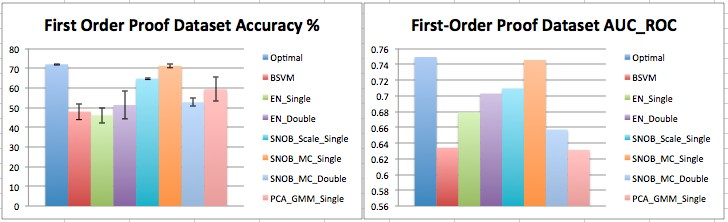 First Order Proof Dataset Accuracy %
80
70
60
50
40
30
20
10
0
Optimal
BSVM
EN_Single
EN_Double
SNOB_Scale_Single
SNOB_MC_Single
SNOB_MC_Double
PCA_GMM_Single
First-Order Proof Dataset AUC_ROC
0.76
0.74
0.72
0.7
0.68
0.66
0.64
0.62
0.6
0.58
0.56
Optimal
BSVM
EN_Single
EN_Double
SNOB_Scale_Single
SNOB_MC_Single
SNOB_MC_Double
PCA_GMM_Single